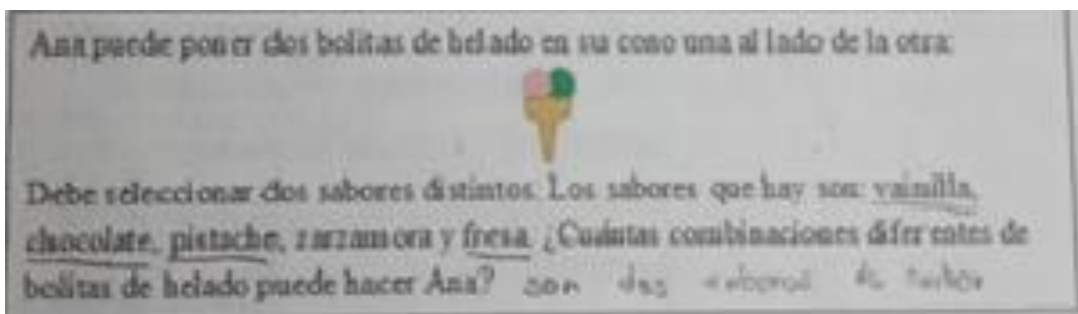 Ana puede poner dos bolitas de helado en su cono una al lado de la otra:
Debe seleccionar dos sabores distintos. Los sabores que hay son: vainilla,
chocolate, pistache, zarzamora y fresa. ¿Cuántas combinaciones diferentes de
bolitas de helado puede hacer Ana? son dos